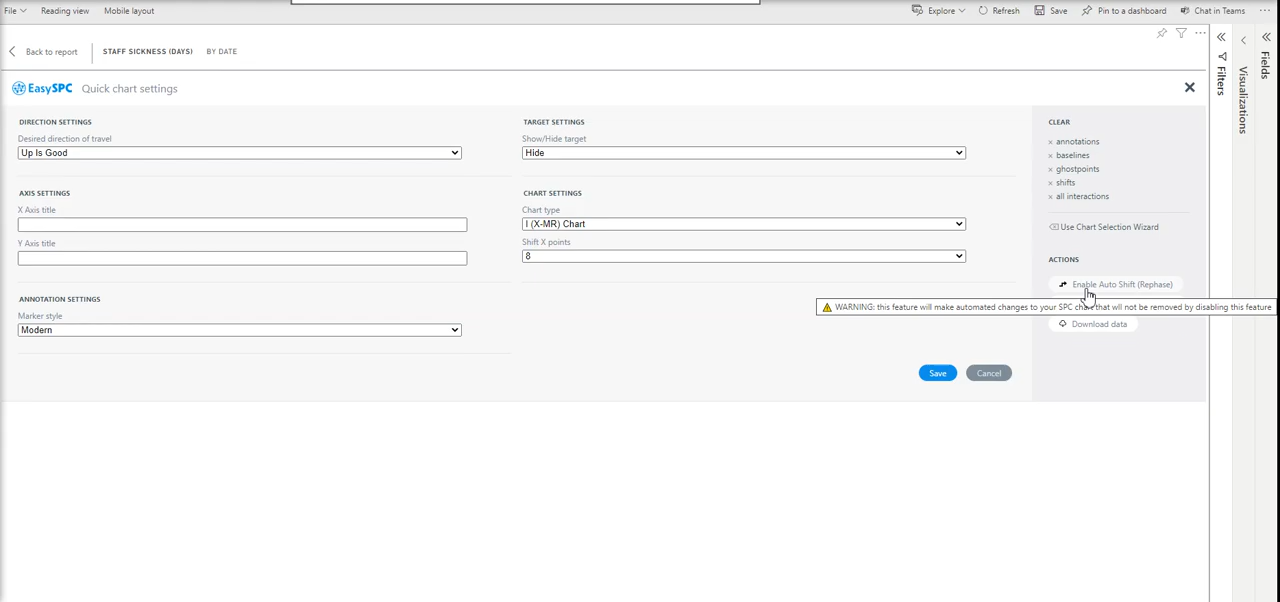 File
Reading view
Mobile layout
Explore
Refresh
Save
Pin to a dashboard
Chat in Teams
Back to report
STAFF SICKNESS (DAYS)
BY DATE
EasySPC
Quick chart settings
DIRECTION SETTINGS
Desired direction of travel
Up Is Good
AXIS SETTINGS
X Axis title
Y Axis title
ANNOTATION SETTINGS
Marker style
Modern
TARGET SETTINGS
Show/Hide target
Hide
CHART SETTINGS
Chart type
I (X-MR) Chart
Shift X points
8
Save
Cancel
CLEAR
× annotations
× baselines
× ghostpoints
× shifts
× all interactions
Use Chart Selection Wizard
ACTIONS
Enable Auto Shift (Rephase)
WARNING: this feature will make automated changes to your SPC that wll not be removed by disabling this feature
Download data
Filters
Visualizations
Fields